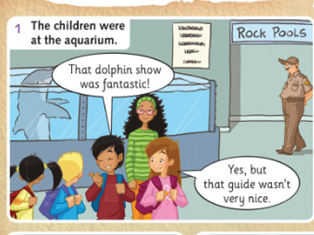 1 The children were
at the aquarium.
ROCK POOLS
That dolphin show
was fantastic!
Yes, but
that guide wasn't
very nice.